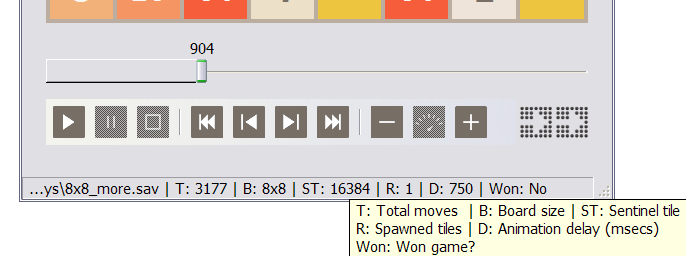 904
...ys\8x8_more.sav | T: 3177 | B: 8x8 | ST: 16384 | R: 1 | D: 750 | Won: No
T: Total moves | B: Board size | ST: Sentinel tile
R: Spawned tiles | D: Animation delay (msecs)
Won: Won game?